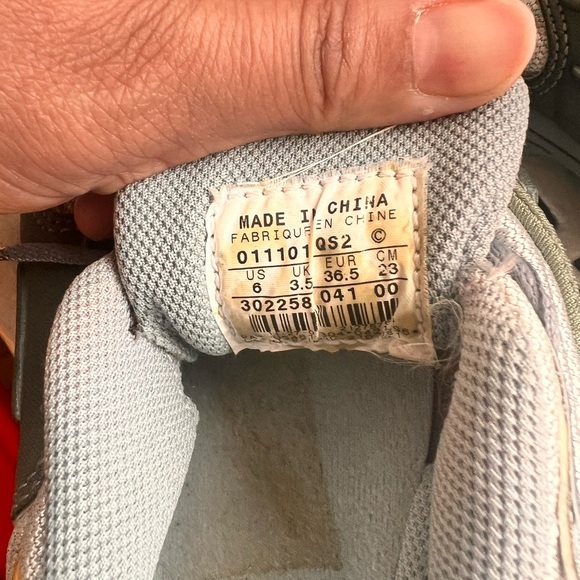 MADE IN CHINA
FABRIQUE EN CHINE
011101 QS2 ©
US UK EUR CM
6 3.5 36.5 23
302258 041 00